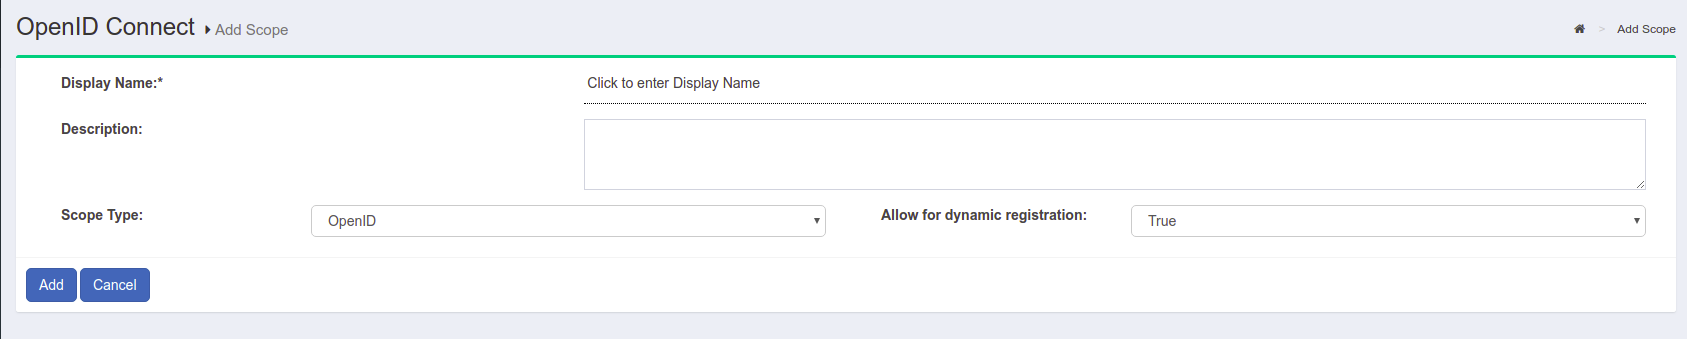 OpenID Connect Add Scope
> Add Scope
Display Name:* Click to enter Display Name
Description:
Scope Type: OpenID Allow for dynamic registration: True
Add Cancel